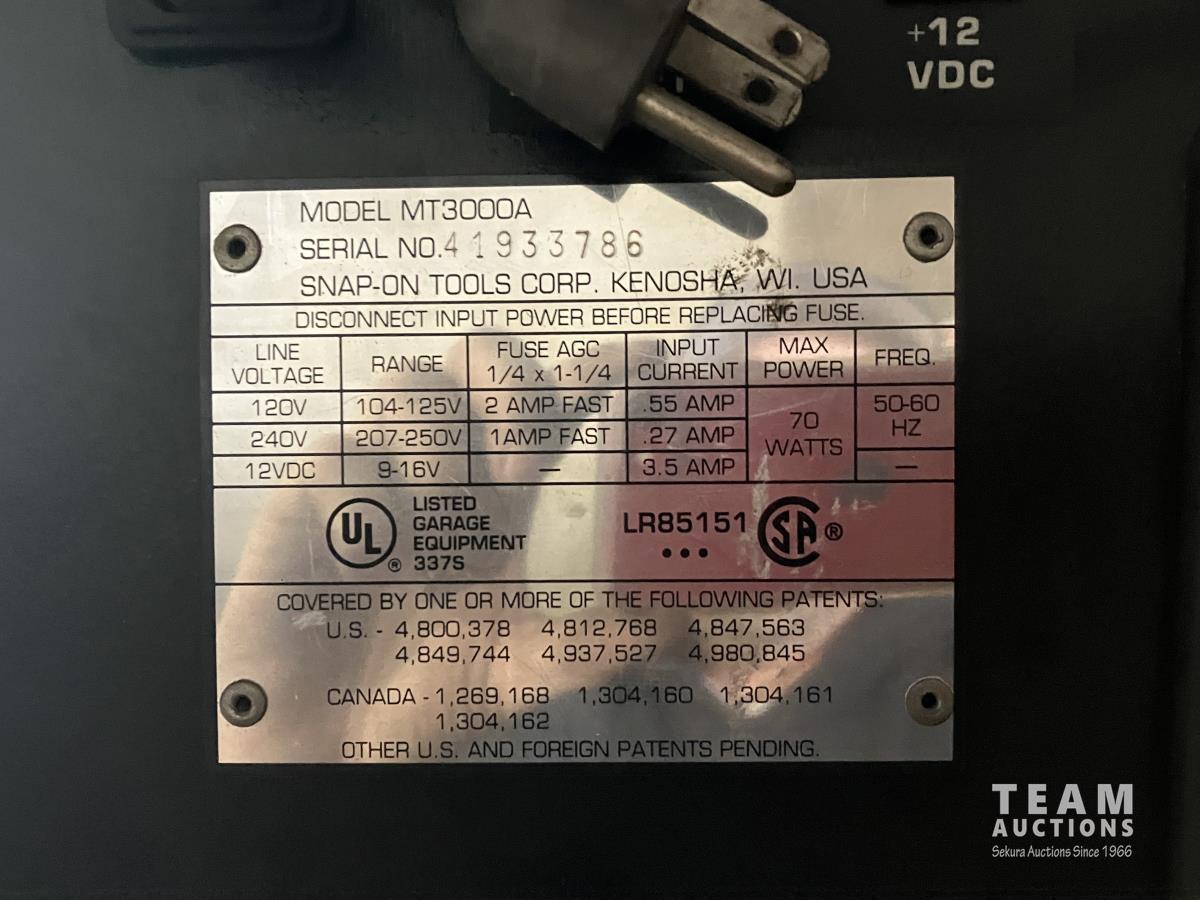 +12
VDC
MODEL MT3000A
SERIAL NO. 41933786
SNAP-ON TOOLS CORP. KENOSHA, WI. USA
DISCONNECT INPUT POWER BEFORE REPLACING FUSE.
LINE VOLTAGE RANGE FUSE AGC 1/4 x 1-1/4 INPUT CURRENT MAX POWER FREQ.
120V 104-125V 2 AMP FAST .55 AMP 70 WATTS 50-60 HZ
240V 207-250V 1AMP FAST .27 AMP
12VDC 9-16V — 3.5 AMP —
UL ® LISTED
GARAGE
EQUIPMENT
337S
LR85151 SA ®
•••
COVERED BY ONE OR MORE OF THE FOLLOWING PATENTS:
U.S. - 4,800,378 4,812,768 4,847,563
4,849,744 4,937,527 4,980,845
CANADA - 1,269,168 1,304,160 1,304,161
1,304,162
OTHER U.S. AND FOREIGN PATENTS PENDING.
TEAM
AUCTIONS
Sekura Auctions Since 1966